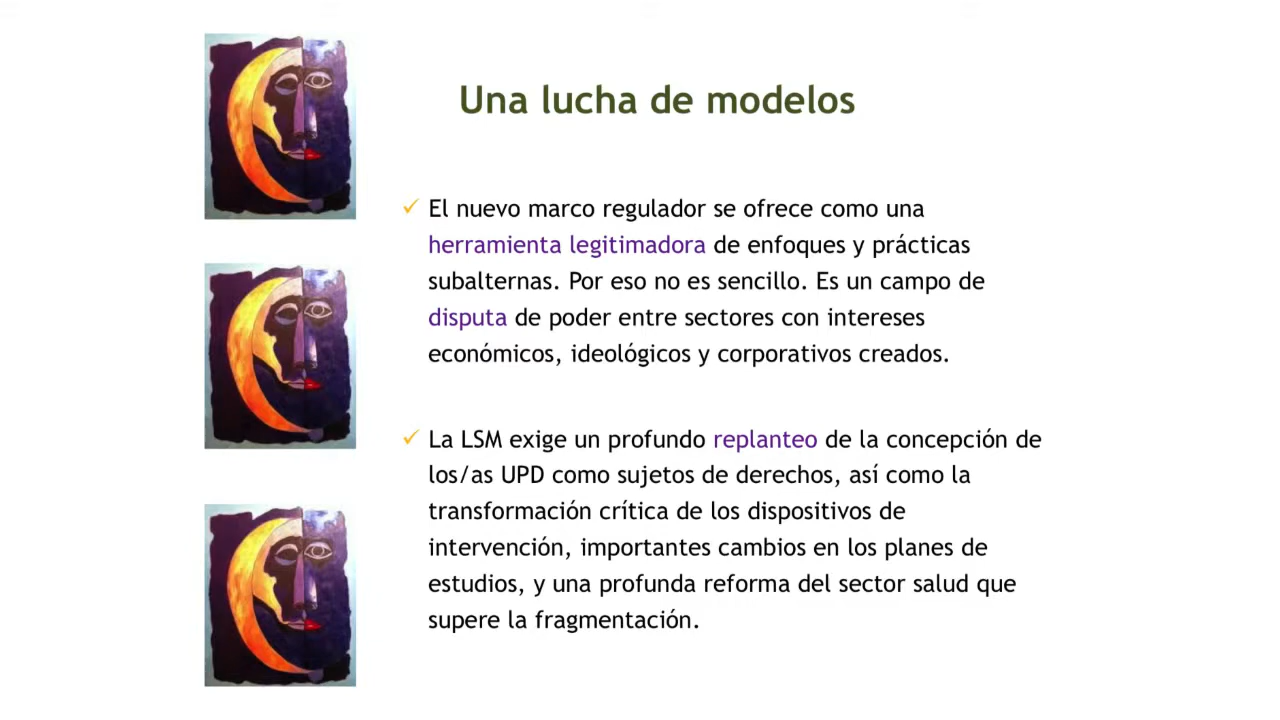 Una lucha de modelos
✓ El nuevo marco regulador se ofrece como una
herramienta legitimadora de enfoques y prácticas
subalternas. Por eso no es sencillo. Es un campo de
disputa de poder entre sectores con intereses
económicos, ideológicos y corporativos creados.
✓ La LSM exige un profundo replanteo de la concepción de
los/as UPD como sujetos de derechos, así como la
transformación crítica de los dispositivos de
intervención, importantes cambios en los planes de
estudios, y una profunda reforma del sector salud que
supere la fragmentación.